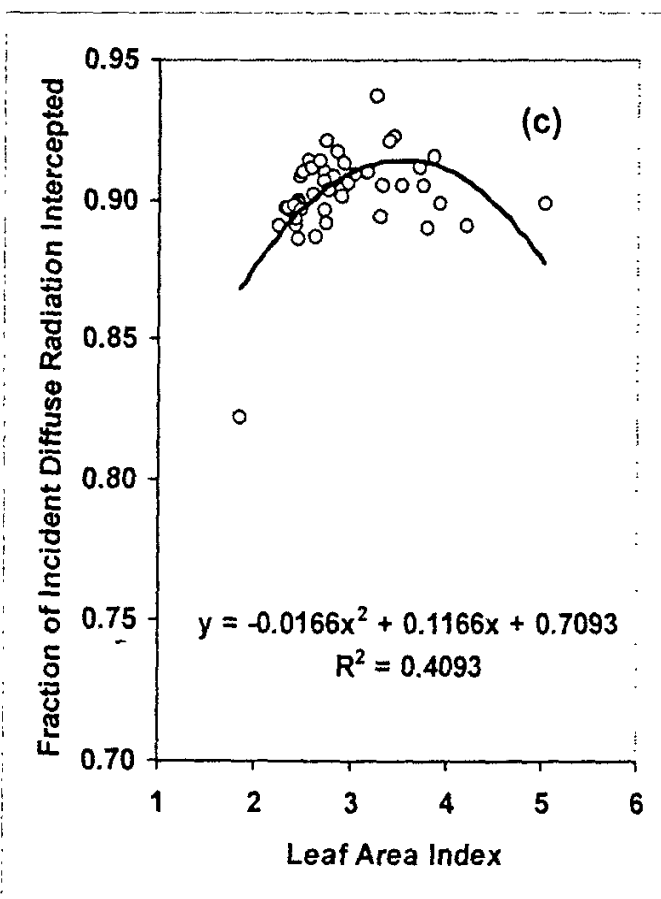 Fraction of Incident Diffuse Radiation Intercepted
0.95
0.90
0.85
0.80
0.75
0.70
(c)
y = -0.0166x² + 0.1166x + 0.7093
R² = 0.4093
1 2 3 4 5 6
Leaf Area Index